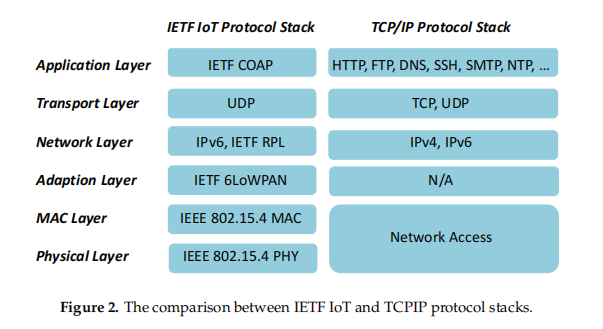 IETF IoT Protocol Stack TCP/IP Protocol Stack
Application Layer IETF COAP HTTP, FTP, DNS, SSH, SMTP, NTP, ...
Transport Layer UDP TCP, UDP
Network Layer IPv6, IETF RPL IPv4, IPv6
Adaption Layer IETF 6LoWPAN N/A
MAC Layer IEEE 802.15.4 MAC
Network Access
Physical Layer IEEE 802.15.4 PHY
Figure 2. The comparison between IETF IoT and TCPIP protocol stacks.